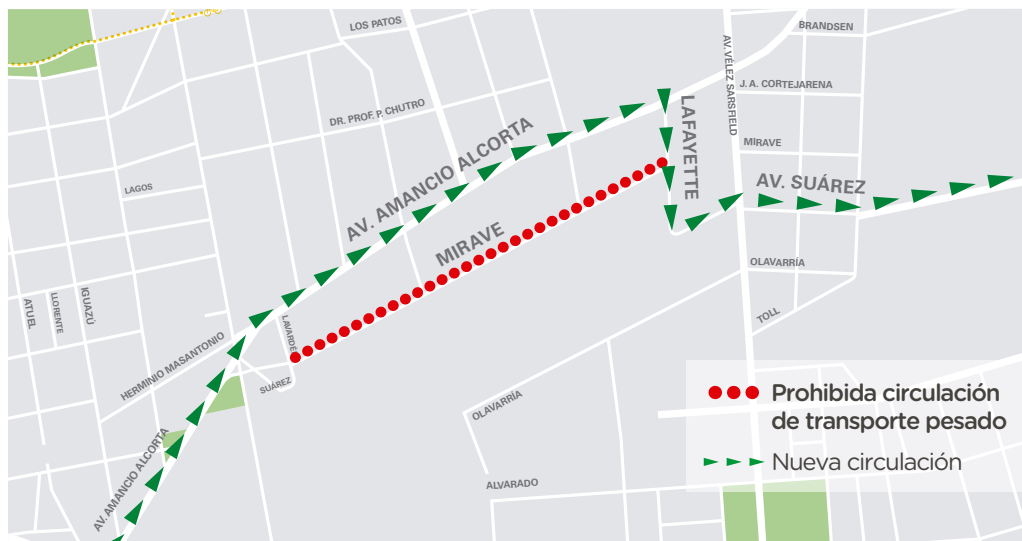 LOS PATOS
BRANDSEN
AV. VÉLEZ SARSFIELD
J. A. CORTEJARENA
DR. PROF. P. CHUTRO
LAFAYETTE
MIRAVE
AV. AMANCIO ALCORTA
AV. SUÁREZ
LAGOS
MIRAVE
OLAVARRÍA
ATUEL
LLORENTE
IGUAZÚ
LAVARDÉN
TOLL
HERMINIO MASANTONIO
SUÁREZ
OLAVARRÍA
AV. AMANCIO ALCORTA
ALVARADO
Prohibida circulación
de transporte pesado
Nueva circulación